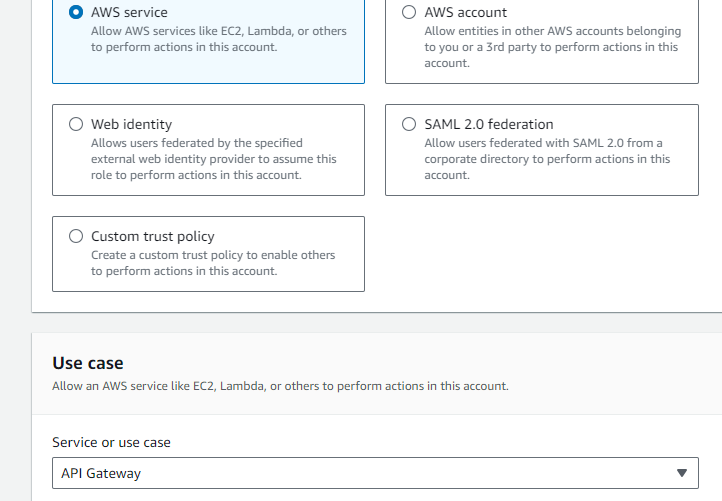 AWS service
Allow AWS services like EC2, Lambda, or others
to perform actions in this account.
AWS account
Allow entities in other AWS accounts belonging
to you or a 3rd party to perform actions in this
account.
Web identity
Allows users federated by the specified
external web identity provider to assume this
role to perform actions in this account.
SAML 2.0 federation
Allow users federated with SAML 2.0 from a
corporate directory to perform actions in this
account.
Custom trust policy
Create a custom trust policy to enable others
to perform actions in this account.
Use case
Allow an AWS service like EC2, Lambda, or others to perform actions in this account.
Service or use case
API Gateway